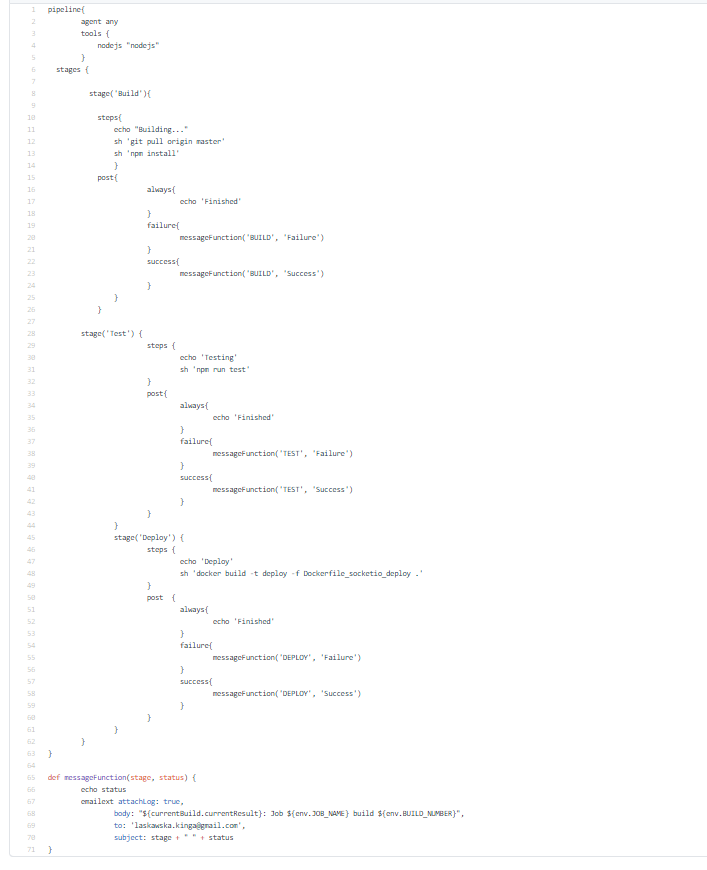 1 pipeline{
2 agent any
3 tools {
4 nodejs "nodejs"
5 }
6 stages {
7
8 stage('Build'){
9
10 steps{
11 echo "Building..."
12 sh 'git pull origin master'
13 sh 'npm install'
14 }
15 post{
16 always{
17 echo 'Finished'
18 }
19 failure{
20 messageFunction('BUILD', 'Failure')
21 }
22 success{
23 messageFunction('BUILD', 'Success')
24 }
25 }
26 }
27
28 stage('Test') {
29 steps {
30 echo 'Testing'
31 sh 'npm run test'
32 }
33 post{
34 always{
35 echo 'Finished'
36 }
37 failure{
38 messageFunction('TEST', 'Failure')
39 }
40 success{
41 messageFunction('TEST', 'Success')
42 }
43 }
44 }
45 stage('Deploy') {
46 steps {
47 echo 'Deploy'
48 sh 'docker build -t deploy -f Dockerfile_socketio_deploy .'
49 }
50 post  {
51 always{
52 echo 'Finished'
53 }
54 failure{
55 messageFunction('DEPLOY', 'Failure')
56 }
57 success{
58 messageFunction('DEPLOY', 'Success')
59 }
60 }
61 }
62 }
63 }
64
65 def messageFunction(stage, status) {
66 echo status
67 emailext attachLog: true,
68 body: "${currentBuild.currentResult}: Job ${env.JOB_NAME} build ${env.BUILD_NUMBER}",
69 to: 'laskawska.kinga@gmail.com',
70 subject: stage + " " + status
71 }